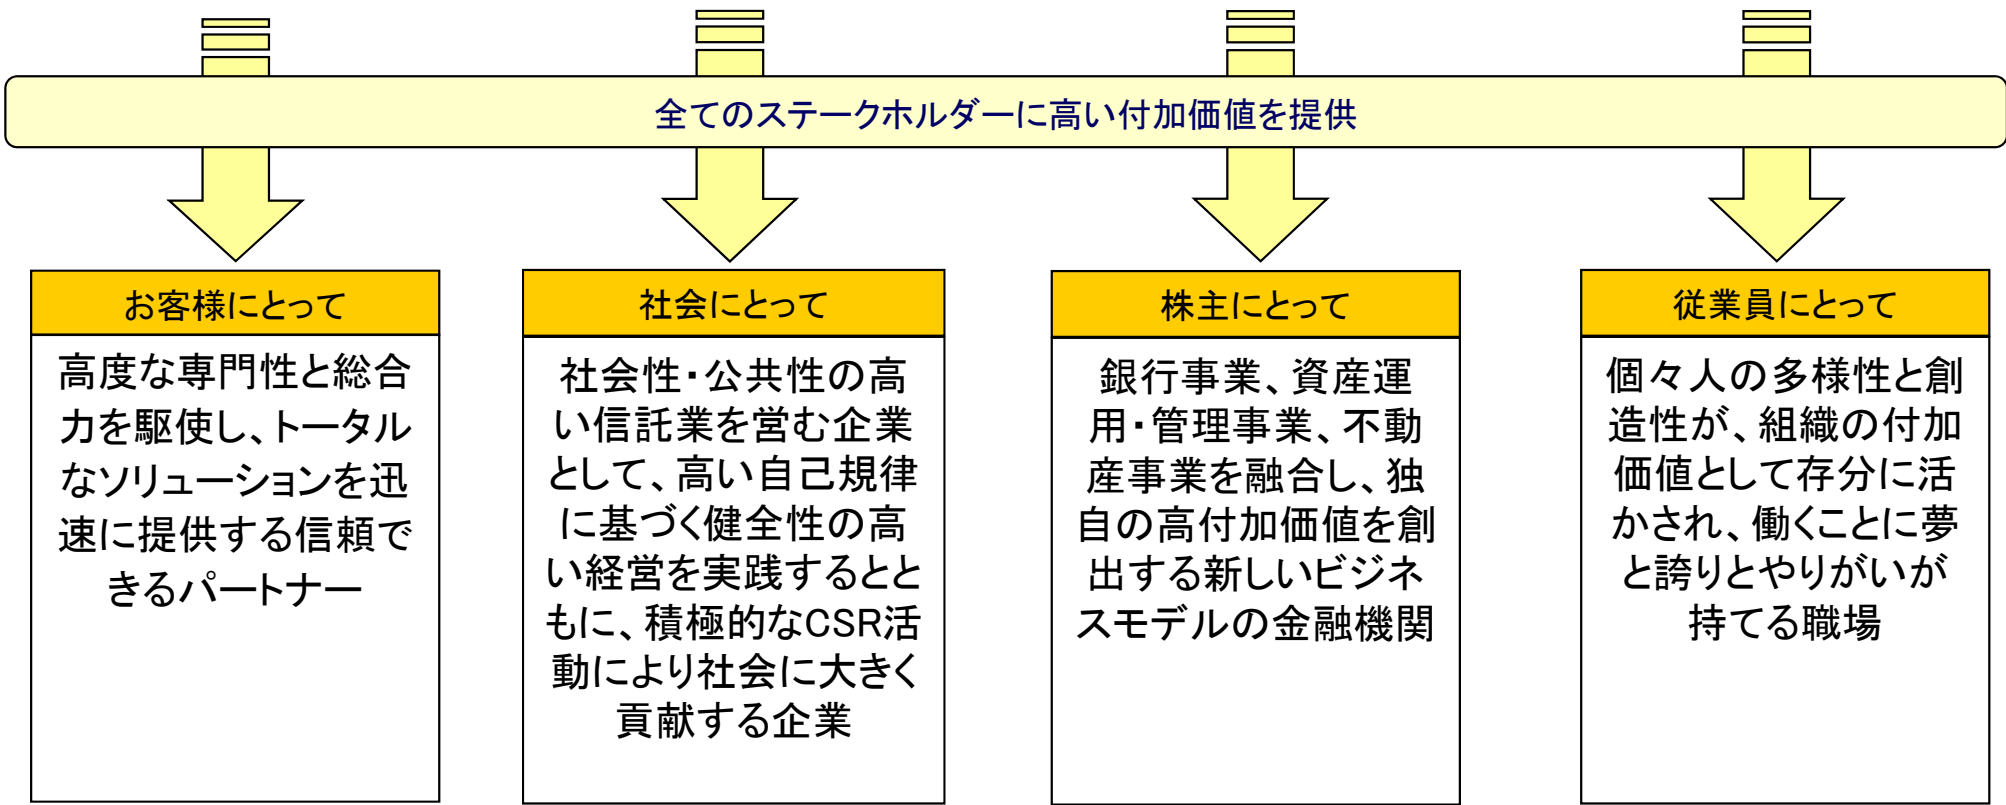 全てのステークホルダーに高い付加価値を提供
お客様にとって
高度な専門性と総合
力を駆使し、トータル
なソリューションを迅
速に提供する信頼で
きるパートナー
社会にとって
社会性・公共性の高
い信託業を営む企業
として、高い自己規律
に基づく健全性の高
い経営を実践するとと
もに、積極的なCSR活
動により社会に大きく
貢献する企業
株主にとって
銀行事業、資産運
用・管理事業、不動
産事業を融合し、独
自の高付加価値を創
出する新しいビジネ
スモデルの金融機関
従業員にとって
個々人の多様性と創
造性が、組織の付加
価値として存分に活
かされ、働くことに夢
と誇りとやりがいが
持てる職場